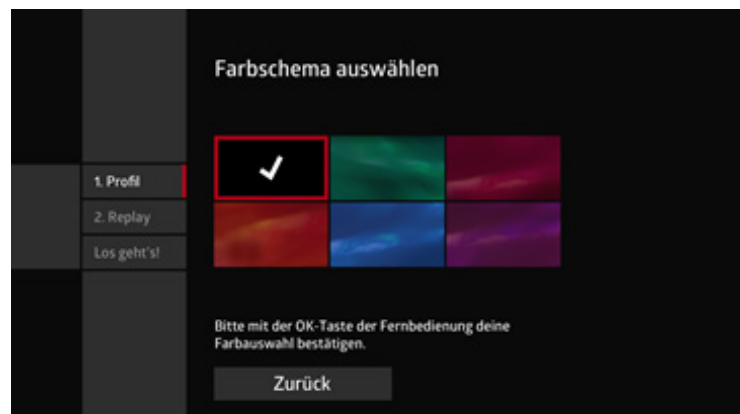 Farbschema auswählen
1. Profil
2. Replay
Los geht's!
Bitte mit der OK-Taste der Fernbedienung deine
Farbauswahl bestätigen.
Zurück